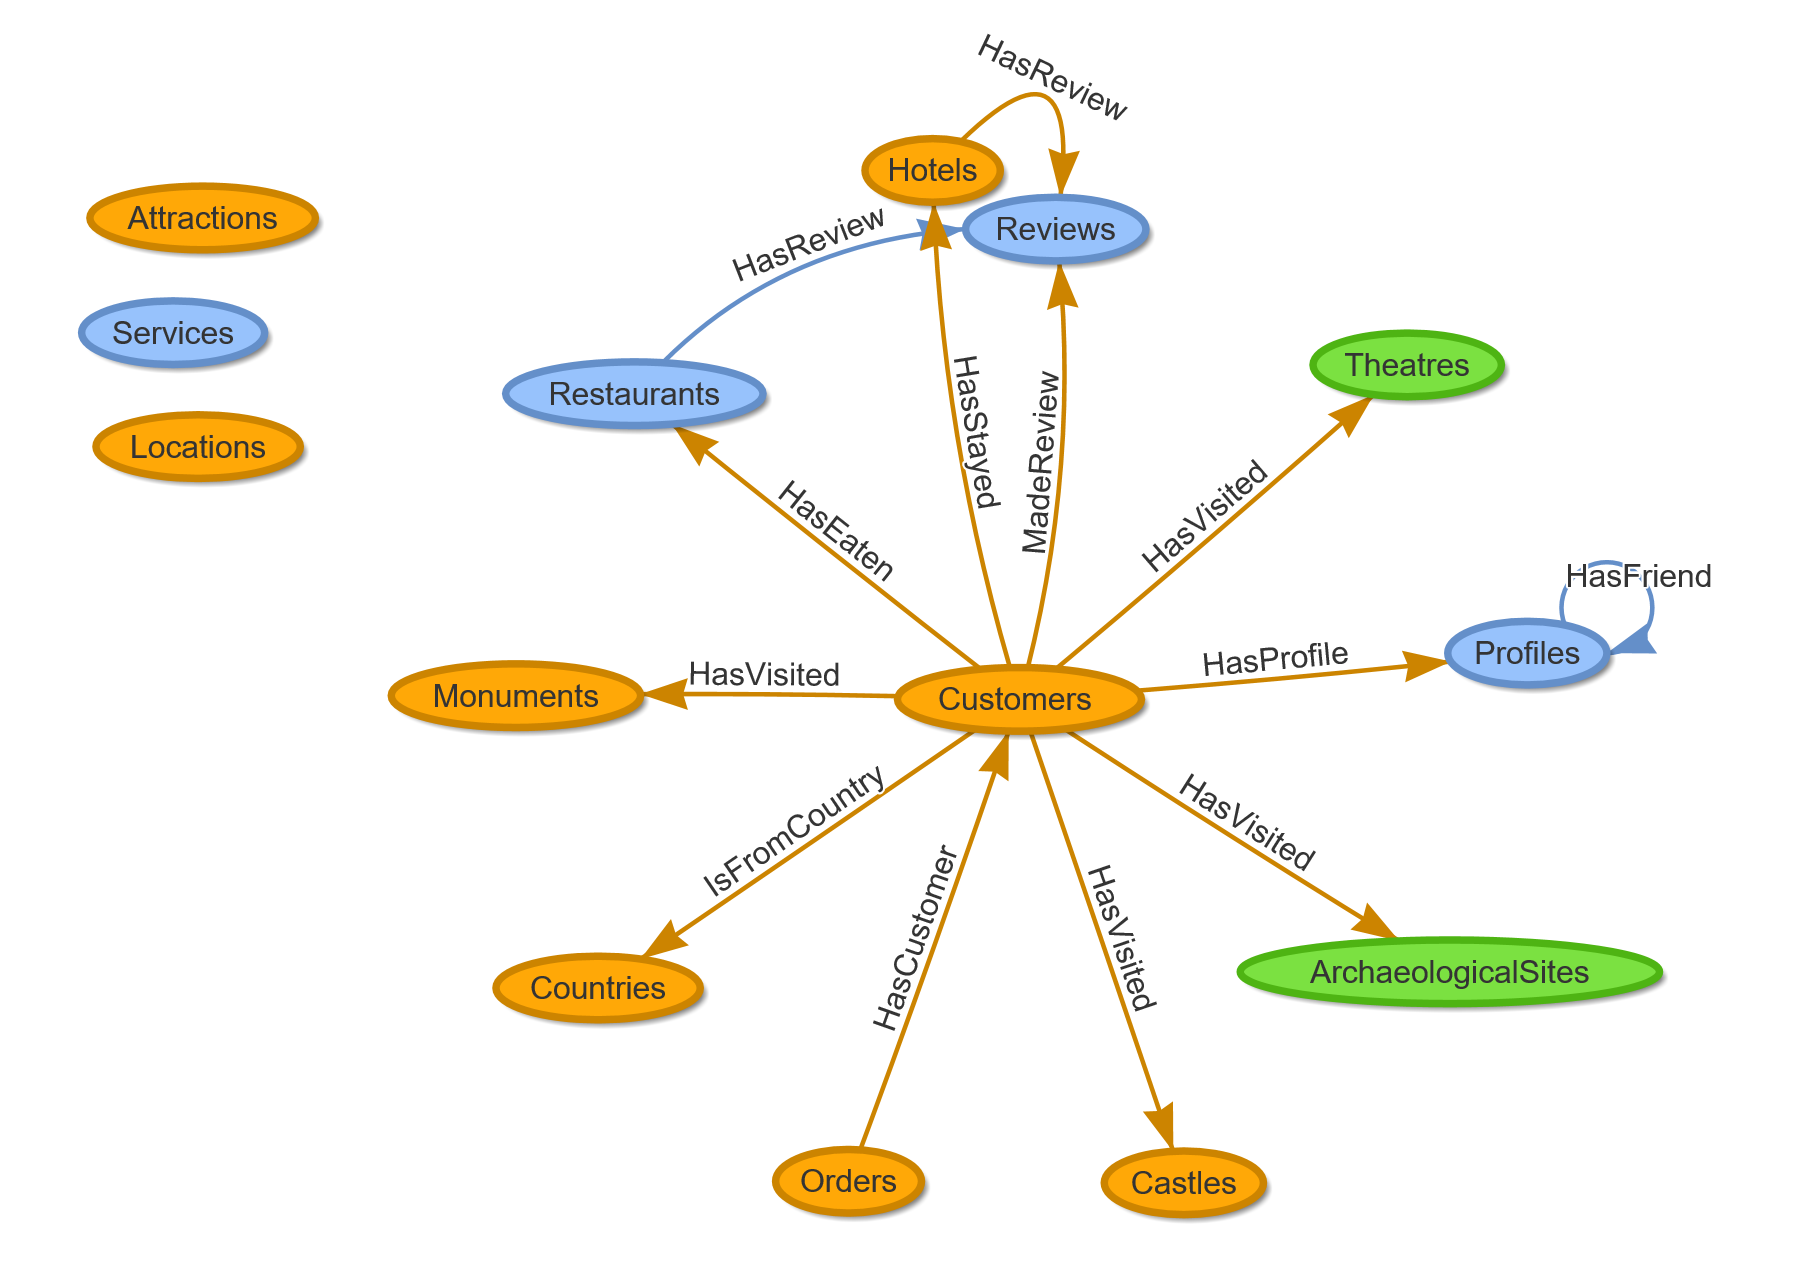 HasReview
Hotels
Attractions
HasReview
Reviews
Services
Theatres
Restaurants
HasStayed
MadeReview
Locations
HasVisited
HasEaten
HasFriend
Profiles
HasProfile
HasVisited
Monuments
Customers
IsFromCountry
HasVisited
HasCustomer
HasVisited
Countries
ArchaeologicalSites
Orders
Castles